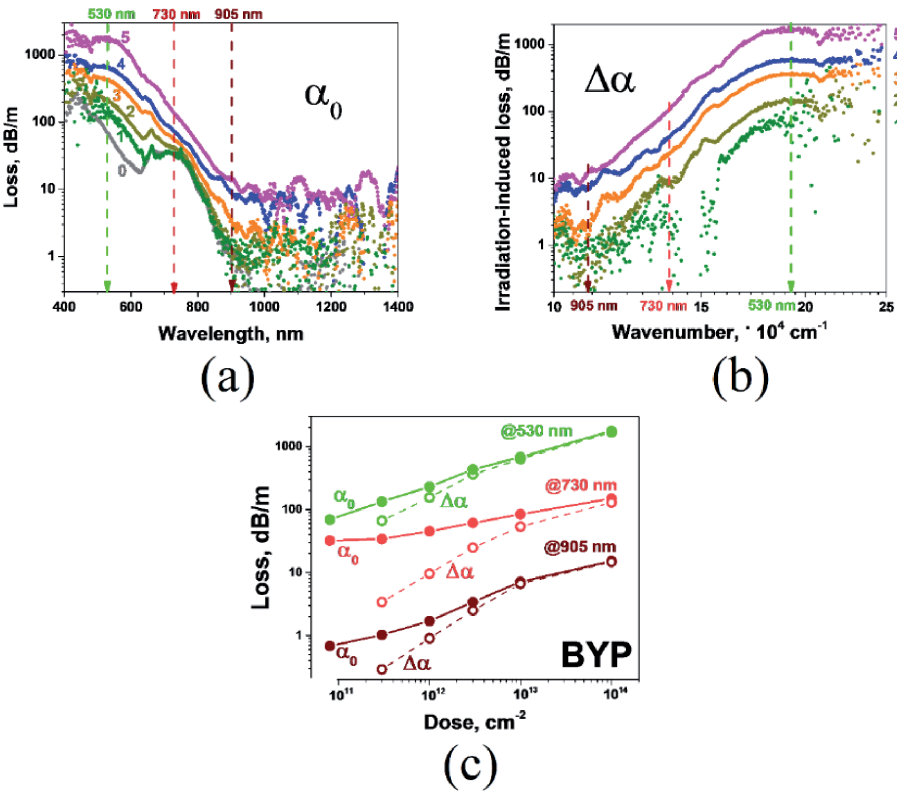 530 nm 730 nm 905 nm
1000
100
10
1
Loss, dB/m
5
4
3
2
1
0
α0
400 600 800 1000 1200 1400
Wavelength, nm
(a)
1000
100
10
1
Irradiation-induced loss, dB/m
Δα
905 nm 730 nm 530 nm
10 15 20 25
Wavenumber, · 10⁴ cm⁻¹
(b)
1000
100
10
1
Loss, dB/m
@530 nm
α0
Δα
@730 nm
α0
Δα
@905 nm
α0
Δα
BYP
10¹¹ 10¹² 10¹³ 10¹⁴
Dose, cm⁻²
(c)